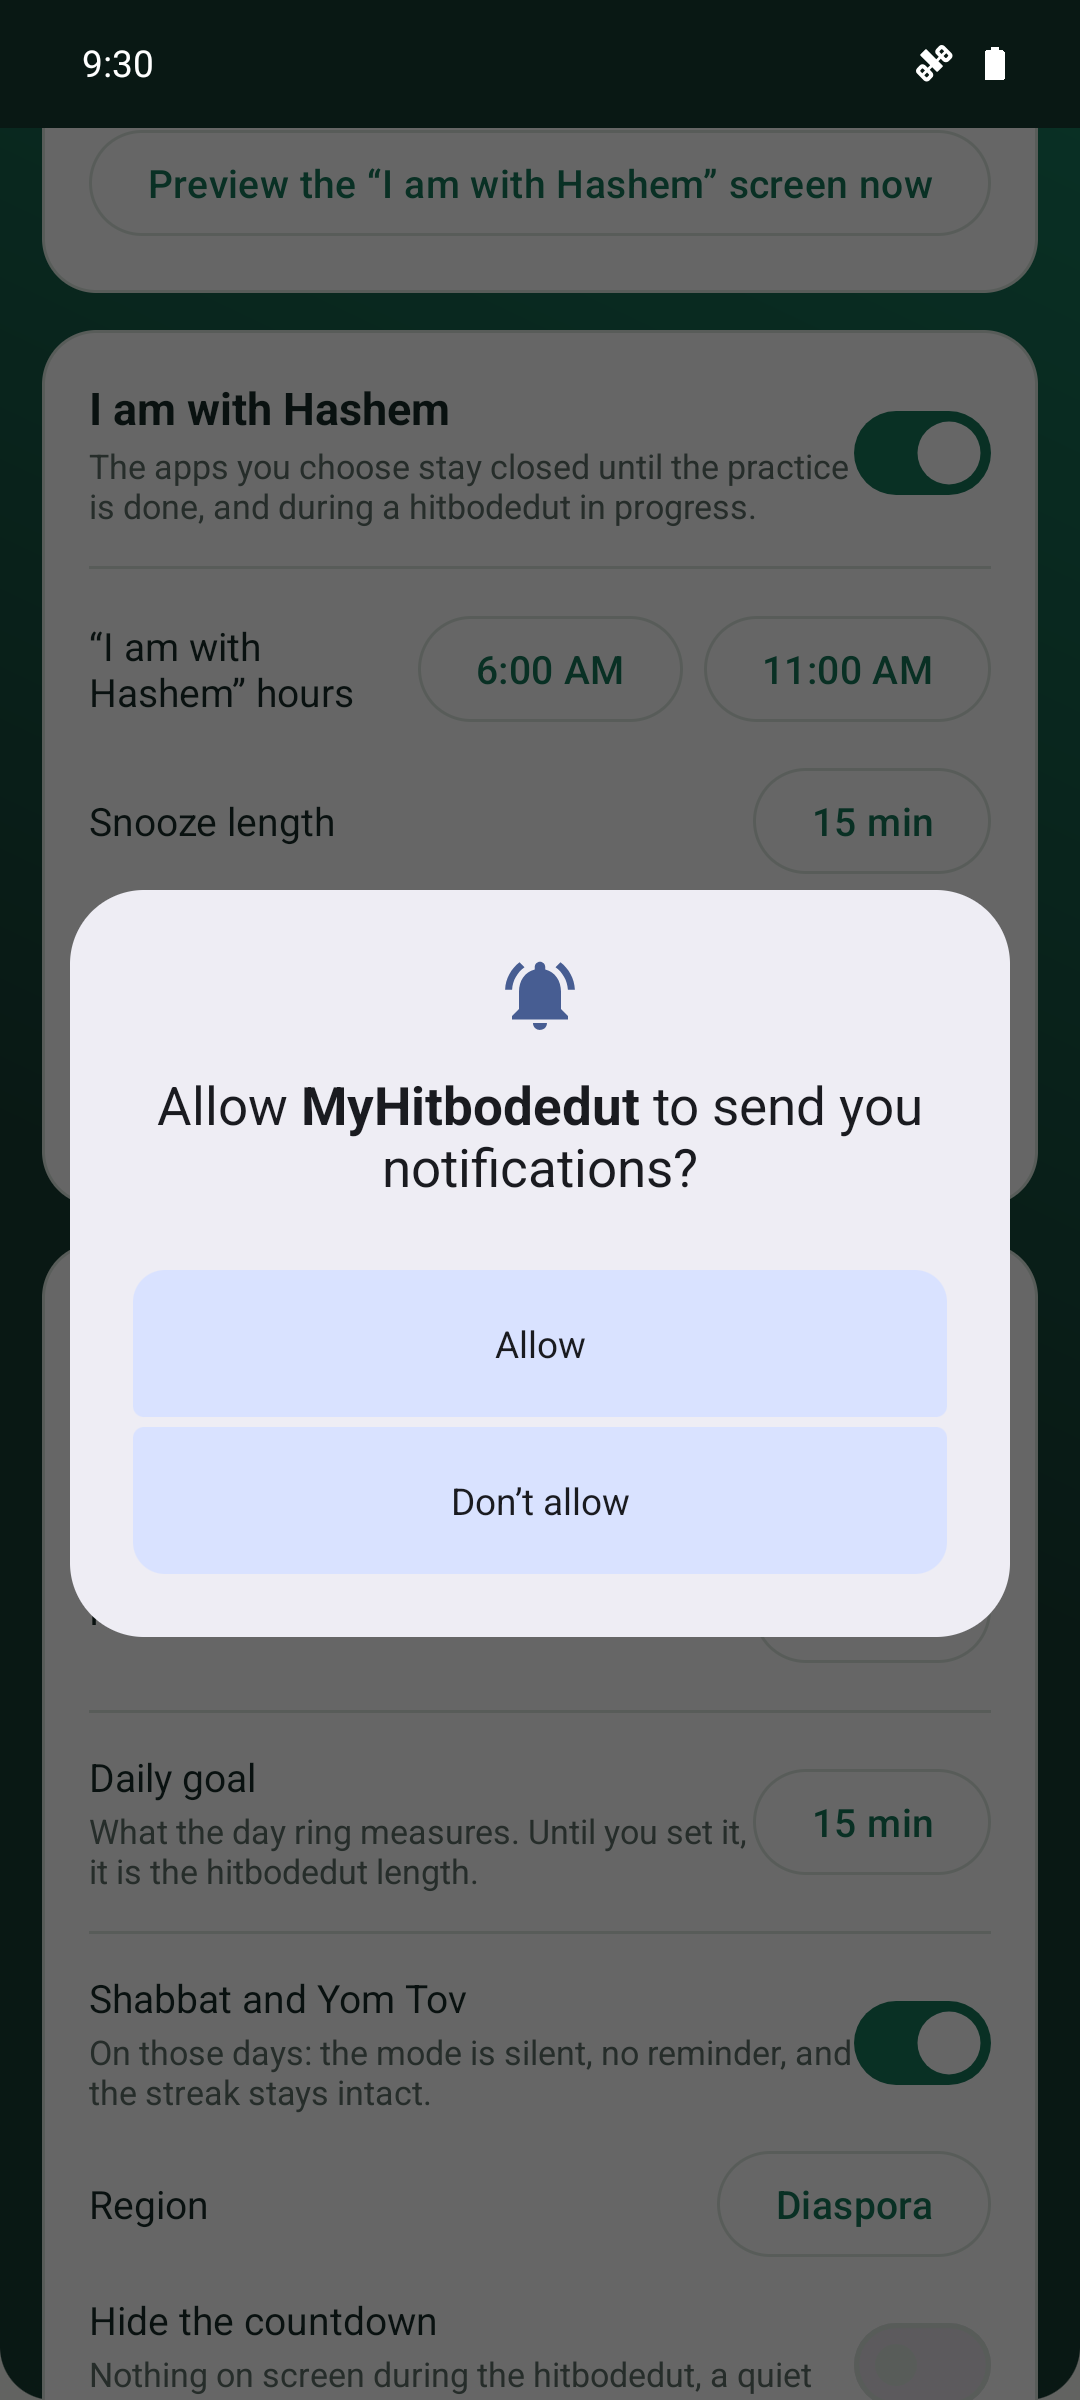 9:30
Preview the “I am with Hashem” screen now
I am with Hashem
The apps you choose stay closed until the practice
is done, and during a hitbodedut in progress.
“I am with
Hashem” hours
6:00 AM
11:00 AM
Snooze length
15 min
Allow MyHitbodedut to send you
notifications?
Allow
Don’t allow
Daily goal
What the day ring measures. Until you set it,
it is the hitbodedut length.
15 min
Shabbat and Yom Tov
On those days: the mode is silent, no reminder, and
the streak stays intact.
Region
Diaspora
Hide the countdown
Nothing on screen during the hitbodedut, a quiet